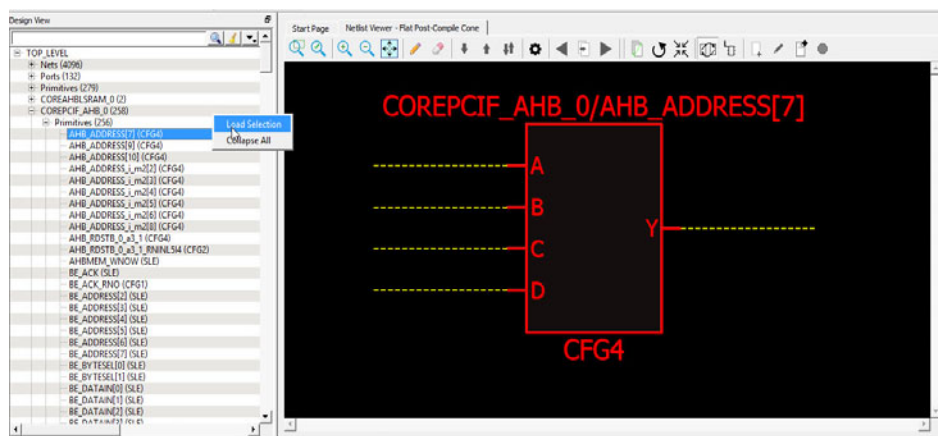 Design View
TOP_LEVEL
Nets (4096)
Ports (132)
Primitives (279)
COREAHBLSRAM_0 (2)
COREPCIF_AHB_0 (258)
Primitives (256)
AHB_ADDRESS[7] (CFG4)
AHB_ADDRESS[9] (CFG4)
AHB_ADDRESS[10] (CFG4)
AHB_ADDRESS_i_m2[2] (CFG4)
AHB_ADDRESS_i_m2[3] (CFG4)
AHB_ADDRESS_i_m2[4] (CFG4)
AHB_ADDRESS_i_m2[5] (CFG4)
AHB_ADDRESS_i_m2[6] (CFG4)
AHB_ADDRESS_i_m2[8] (CFG4)
AHB_RDSTB_0_a3_1 (CFG4)
AHB_RDSTB_0_a3_1_RNINL5I4 (CFG2)
AHBMEM_WNOW (SLE)
BE_ACK (SLE)
BE_ACK_RNO (CFG1)
BE_ADDRESS[2] (SLE)
BE_ADDRESS[3] (SLE)
BE_ADDRESS[4] (SLE)
BE_ADDRESS[5] (SLE)
BE_ADDRESS[6] (SLE)
BE_ADDRESS[7] (SLE)
BE_BYTESEL[0] (SLE)
BE_BYTESEL[1] (SLE)
BE_DATAIN[0] (SLE)
BE_DATAIN[1] (SLE)
BE_DATAIN[2] (SLE)
BE_DATAIN[3] (SLE)
Load Selection
Collapse All
Start Page
Netlist Viewer - Flat Post-Compile Cone
COREPCIF_AHB_0/AHB_ADDRESS[7]
A
B
Y
C
D
CFG4